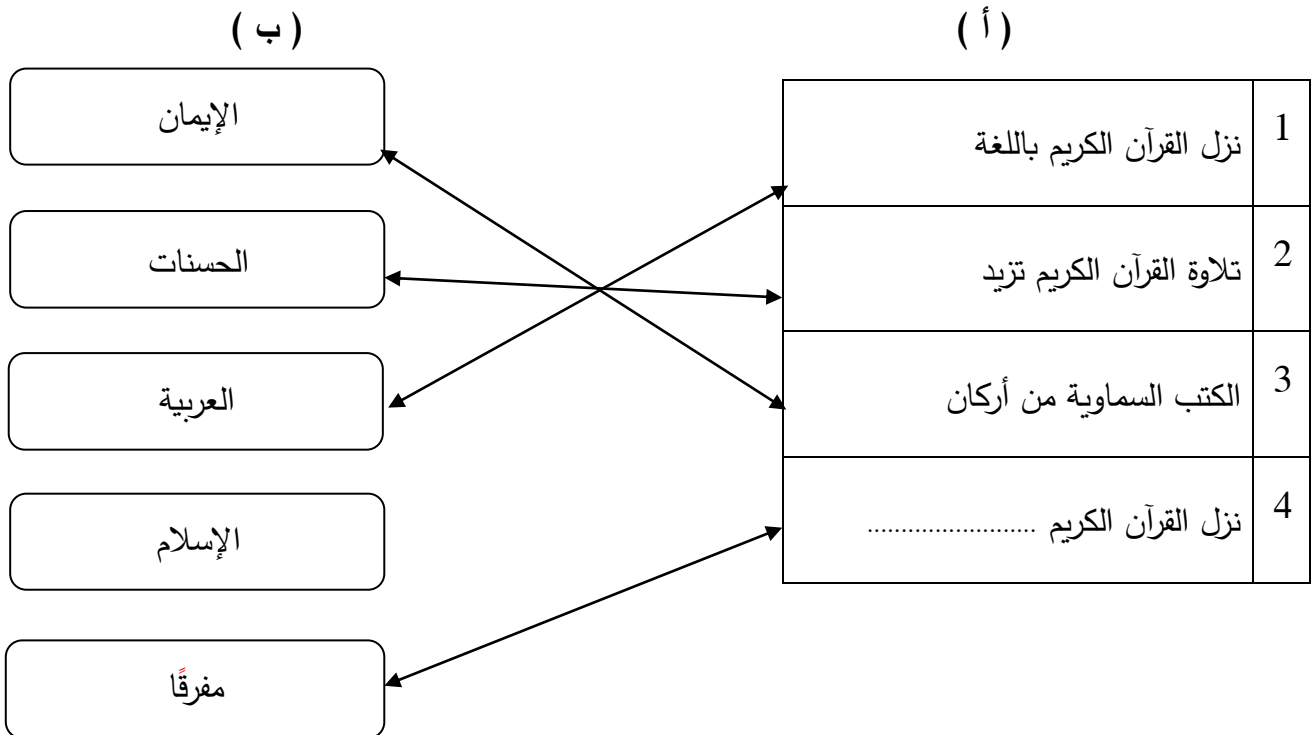 ( أ )
1 نزل القرآن الكريم باللغة
2 تلاوة القرآن الكريم تزيد
3 الكتب السماوية من أركان
4 نزل القرآن الكريم ........................
( ب )
الإيمان
الحسنات
العربية
الإسلام
مفرقًا